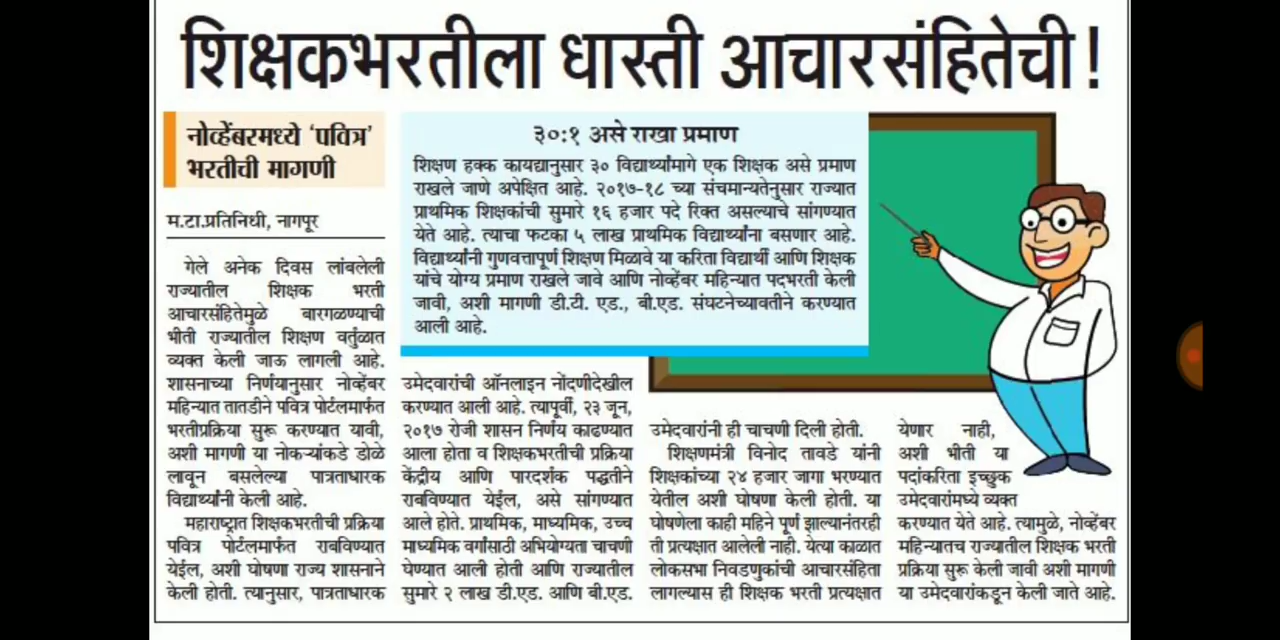 शिक्षकभरतीला धास्ती आचारसंहितेची!
नोव्हेंबरमध्ये 'पवित्र'
भरतीची मागणी
म.टा.प्रतिनिधी, नागपूर
गेले अनेक दिवस लांबलेली
राज्यातील शिक्षक भरती
आचारसंहितेमुळे बारगळण्याची
भीती राज्यातील शिक्षण वर्तुळात
व्यक्त केली जाऊ लागली आहे.
शासनाच्या निर्णयानुसार नोव्हेंबर
महिन्यात तातडीने पवित्र पोर्टलमार्फत
भरतीप्रक्रिया सुरू करण्यात यावी,
अशी मागणी या नोकऱ्यांकडे डोळे
लावून बसलेल्या पात्रताधारक
विद्यार्थ्यांनी केली आहे.
महाराष्ट्रात शिक्षकभरतीची प्रक्रिया
पवित्र पोर्टलमार्फत राबविण्यात
येईल, अशी घोषणा राज्य शासनाने
केली होती. त्यानुसार, पात्रताधारक
३०:१ असे राखा प्रमाण
शिक्षण हक्क कायद्यानुसार ३० विद्यार्थ्यांमागे एक शिक्षक असे प्रमाण
राखले जाणे अपेक्षित आहे. २०१७-१८ च्या संचमान्यतेनुसार राज्यात
प्राथमिक शिक्षकांची सुमारे १६ हजार पदे रिक्त असल्याचे सांगण्यात
येते आहे. त्याचा फटका ५ लाख प्राथमिक विद्यार्थ्यांना बसणार आहे.
विद्यार्थ्यांनी गुणवत्तापूर्ण शिक्षण मिळावे या करिता विद्यार्थी आणि शिक्षक
यांचे योग्य प्रमाण राखले जावे आणि नोव्हेंबर महिन्यात पदभरती केली
जावी, अशी मागणी डी.टी. एड., बी.एड. संघटनेच्यावतीने करण्यात
आली आहे.
उमेदवारांची ऑनलाइन नोंदणीदेखील
करण्यात आली आहे. त्यापूर्वी, २३ जून,
२०१७ रोजी शासन निर्णय काढण्यात
आला होता व शिक्षकभरतीची प्रक्रिया
केंद्रीय आणि पारदर्शक पद्धतीने
राबविण्यात येईल, असे सांगण्यात
आले होते. प्राथमिक, माध्यमिक, उच्च
माध्यमिक वर्गांसाठी अभियोग्यता चाचणी
घेण्यात आली होती आणि राज्यातील
सुमारे २ लाख डी.एड. आणि बी.एड.
उमेदवारांनी ही चाचणी दिली होती.
शिक्षणमंत्री विनोद तावडे यांनी
शिक्षकांच्या २४ हजार जागा भरण्यात
येतील अशी घोषणा केली होती. या
घोषणेला काही महिने पूर्ण झाल्यानंतरही
ती प्रत्यक्षात आलेली नाही. येत्या काळात
लोकसभा निवडणुकांची आचारसंहिता
लागल्यास ही शिक्षक भरती प्रत्यक्षात
येणार नाही,
अशी भीती या
पदांकरिता इच्छुक
उमेदवारांमध्ये व्यक्त
करण्यात येते आहे. त्यामुळे, नोव्हेंबर
महिन्यातच राज्यातील शिक्षक भरती
प्रक्रिया सुरू केली जावी अशी मागणी
या उमेदवारांकडून केली जाते आहे.